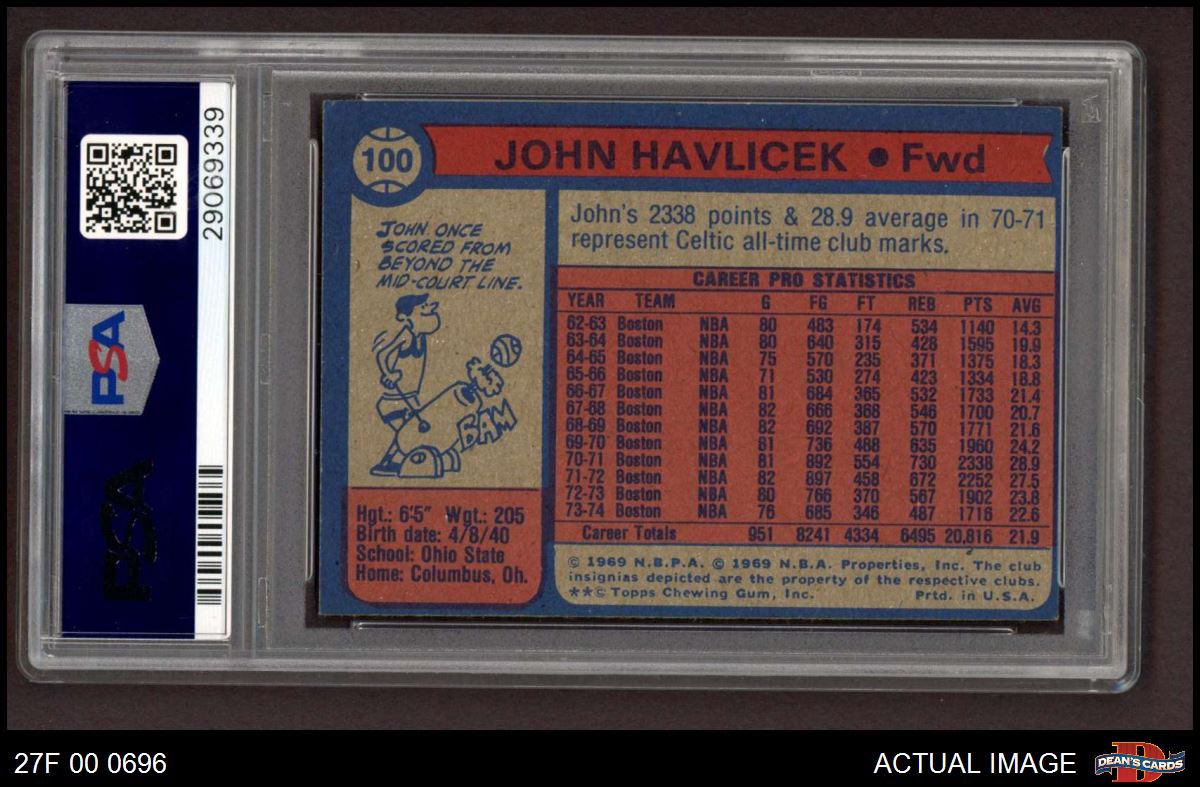 29069339
PSA
PSA
100
JOHN HAVLICEK ● Fwd
JOHN ONCE
SCORED FROM
BEYOND THE
MID-COURT LINE.
BAM
Hgt.: 6'5" Wgt.: 205
Birth date: 4/8/40
School: Ohio State
Home: Columbus, Oh.
John's 2338 points & 28.9 average in 70-71
represent Celtic all-time club marks.
CAREER PRO STATISTICS
YEAR TEAM G FG FT REB PTS AVG
62-63 Boston NBA 80 483 174 534 1140 14.3
63-64 Boston NBA 80 640 315 428 1595 19.9
64-65 Boston NBA 75 570 235 371 1375 18.3
65-66 Boston NBA 71 530 274 423 1334 18.8
66-67 Boston NBA 81 684 365 532 1733 21.4
67-68 Boston NBA 82 666 368 546 1700 20.7
68-69 Boston NBA 82 692 387 570 1771 21.6
69-70 Boston NBA 81 736 488 635 1960 24.2
70-71 Boston NBA 81 892 554 730 2338 28.9
71-72 Boston NBA 82 897 458 672 2252 27.5
72-73 Boston NBA 80 766 370 567 1902 23.8
73-74 Boston NBA 76 685 346 487 1716 22.6
Career Totals 951 8241 4334 6495 20,816 21.9
© 1969 N.B.P.A. © 1969 N.B.A. Properties, Inc. The club
insignias depicted are the property of the respective clubs.
**© Topps Chewing Gum, Inc. Prtd. in U.S.A.
27F 00 0696
ACTUAL IMAGE
DEAN'S CARDS